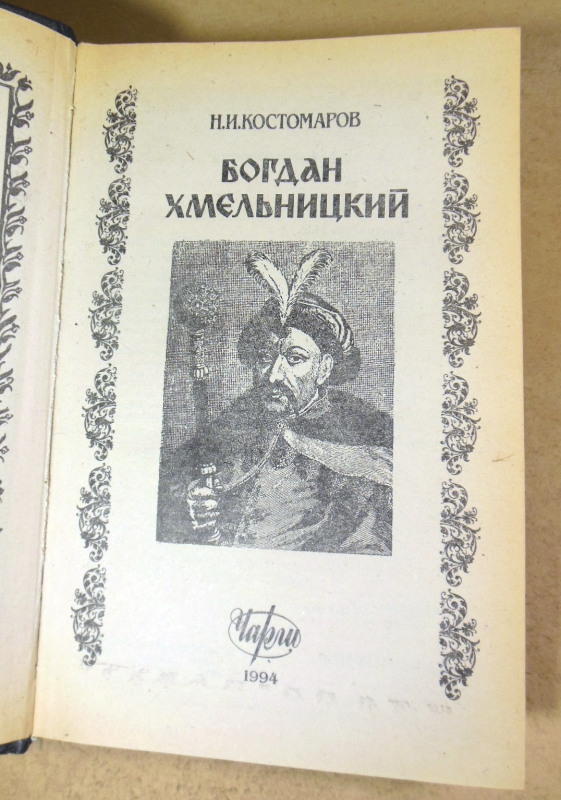 Н.И.КОСТОМАРОВ
БОГДАН
ХМЕЛЬНИЦКИЙ
Чарли
1994